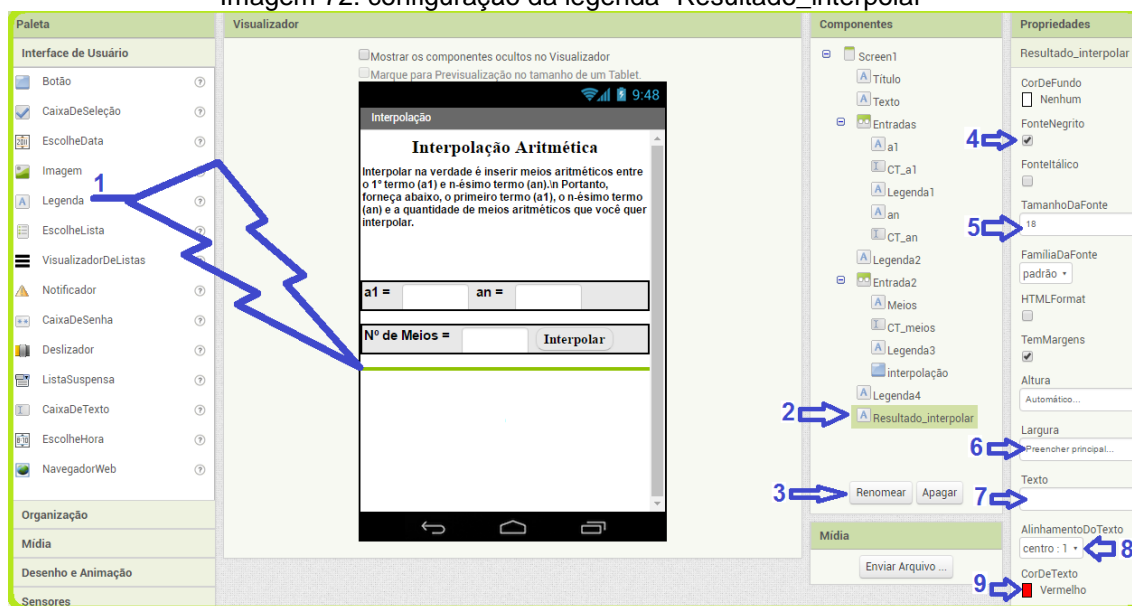 Imagem 72: configuração da legenda "Resultado_interpolar"
Paleta
Interface de Usuário
Botão
CaixaDeSeleção
EscolheData
Imagem
1
Legenda
EscolheLista
VisualizadorDeListas
Notificador
CaixaDeSenha
Deslizador
ListaSuspensa
CaixaDeTexto
EscolheHora
NavegadorWeb
Organização
Mídia
Desenho e Animação
Sensores
Visualizador
Mostrar os componentes ocultos no Visualizador
Marque para Previsualização no tamanho de um Tablet.
9:48
Interpolação
Interpolação Aritmética
Interpolar na verdade é inserir meios aritméticos entre
o 1º termo (a1) e n-ésimo termo (an).\n Portanto,
forneça abaixo, o primeiro termo (a1), o n-ésimo termo
(an) e a quantidade de meios aritméticos que você quer
interpolar.
a1 = an =
Nº de Meios = Interpolar
Componentes
Screen1
Título
Texto
Entradas
a1
CT_a1
Legenda1
an
CT_an
Legenda2
Entrada2
Meios
CT_meios
Legenda3
interpolação
Legenda4
2 Resultado_interpolar
3 Renomear Apagar
Mídia
Enviar Arquivo ...
Propriedades
Resultado_interpolar
CorDeFundo
Nenhum
FonteNegrito
4
FonteItálico
TamanhoDaFonte
5 18
FamíliaDaFonte
padrão
HTMLFormat
TemMargens
Altura
Automático...
Largura
6 Preencher principal...
Texto
7
AlinhamentoDoTexto
centro : 1 8
CorDeTexto
9 Vermelho